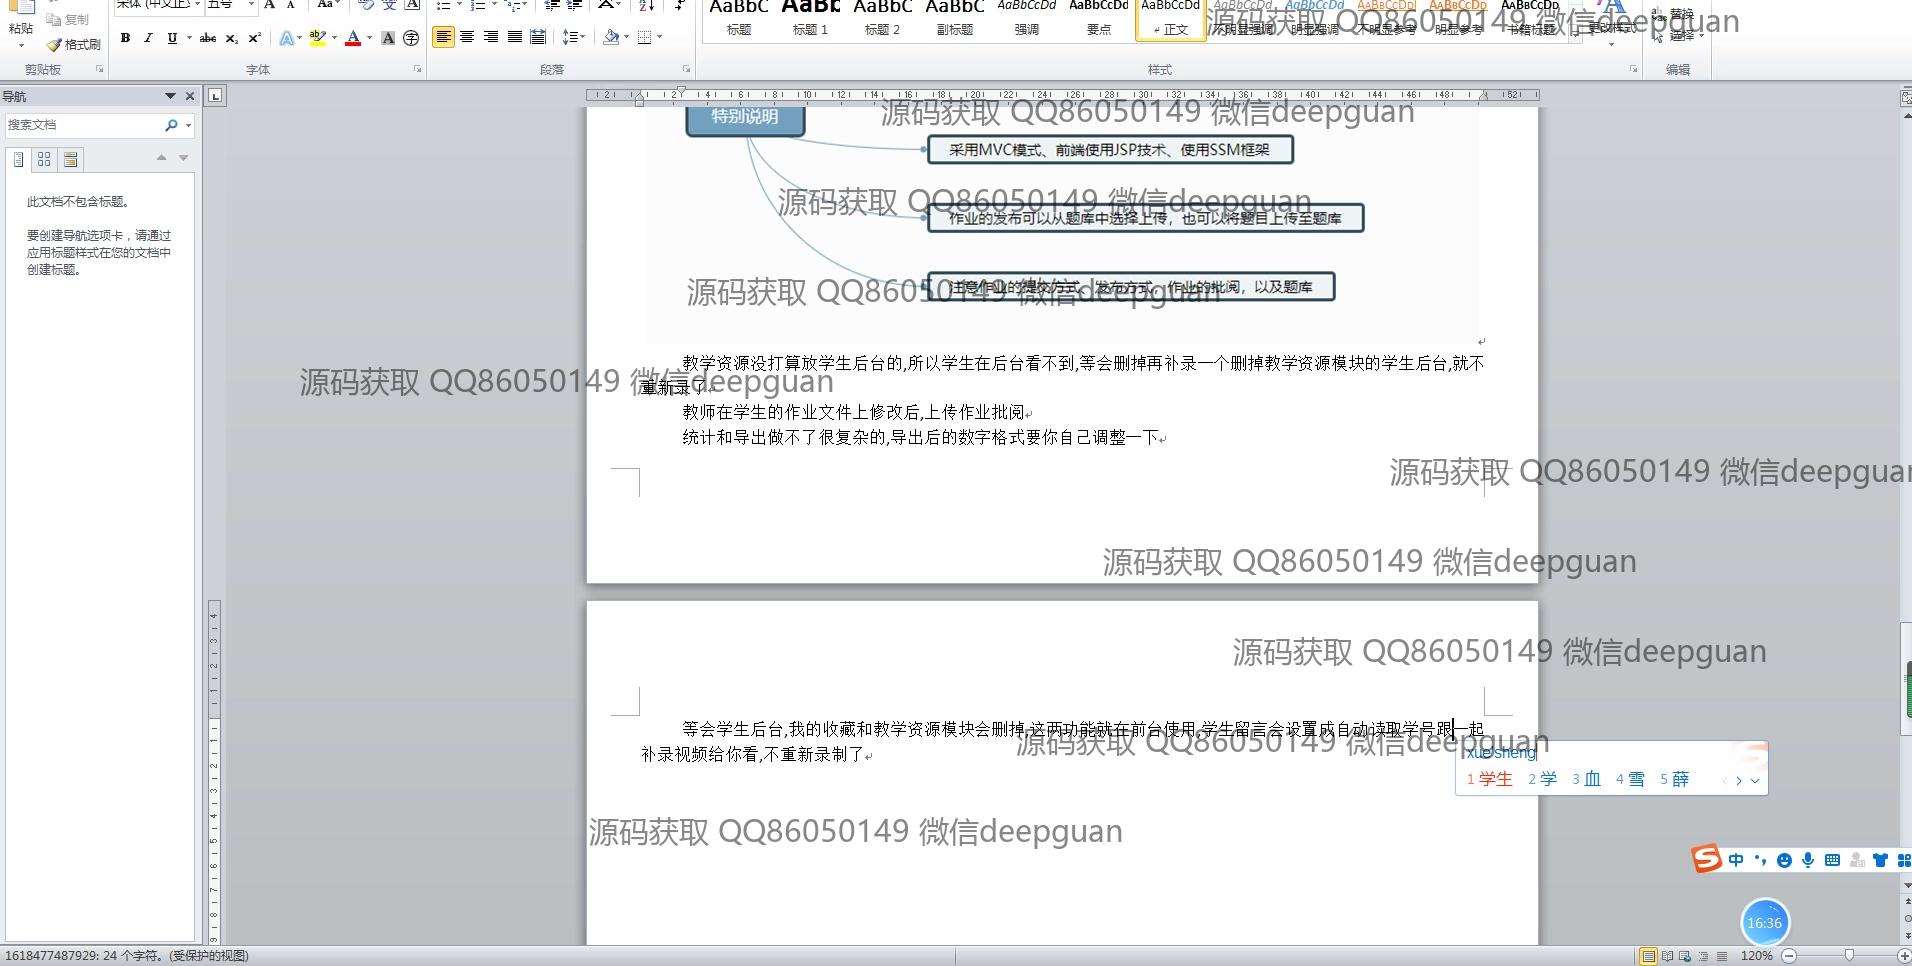 宋体 (中文正)
五号
粘贴
复制
格式刷
剪贴板
B I U abc x₂ x²
Aa
字体
段落
AaBbC AaBb AaBbC AaBbC AaBbCcDd AaBbCcDd AaBbCcDd AaBbCcDd AaBbCcDd AaBbCcDd AaBbCcDd AaBbCcDd
标题 标题 1 标题 2 副标题 强调 要点 正文 不明显强调 明显强调 不明显参考 明显参考 书籍标题
更改样式
样式
替换
选择
编辑
源码获取 QQ86050149 微信deepguan
导航
搜索文档
此文档不包含标题。
要创建导航选项卡，请通过
应用标题样式在您的文档中
创建标题。
特别说明
源码获取 QQ86050149 微信deepguan
采用MVC模式、前端使用JSP技术、使用SSM框架
源码获取 QQ86050149 微信deepguan
作业的发布可以从题库中选择上传，也可以将题目上传至题库
源码获取 QQ86050149 微信deepguan
注意作业的提交方式、发布方式，作业的批阅，以及题库
教学资源没打算放学生后台的,所以学生在后台看不到,等会删掉再补录一个删掉教学资源模块的学生后台,就不
重新录了
源码获取 QQ86050149 微信deepguan
教师在学生的作业文件上修改后,上传作业批阅
统计和导出做不了很复杂的,导出后的数字格式要你自己调整一下
源码获取 QQ86050149 微信deepguan
源码获取 QQ86050149 微信deepguan
源码获取 QQ86050149 微信deepguan
等会学生后台,我的收藏和教学资源模块会删掉,这两功能就在前台使用,学生留言会设置成自动读取学号跟一起
补录视频给你看,不重新录制了
源码获取 QQ86050149 微信deepguan
xue'sheng
1 学生 2 学 3 血 4 雪 5 薛
源码获取 QQ86050149 微信deepguan
中
16:36
1618477487929: 24 个字符。(受保护的视图)
120%